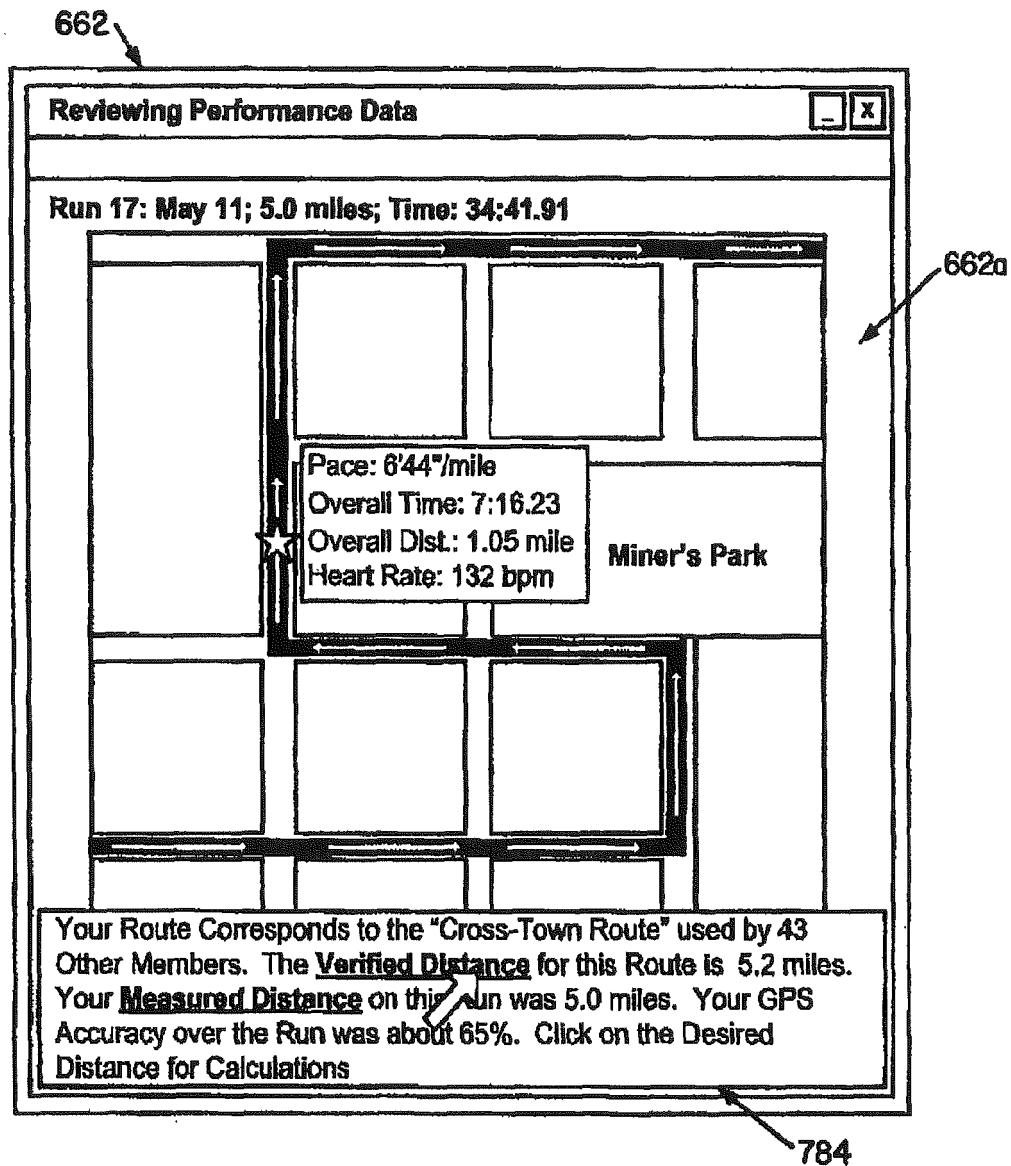 662
Reviewing Performance Data
_ X
Run 17: May 11; 5.0 miles; Time: 34:41.91
662a
Pace: 6'44"/mile
Overall Time: 7:16.23
Overall Dist.: 1.05 mile
Heart Rate: 132 bpm
Miner's Park
Your Route Corresponds to the "Cross-Town Route" used by 43
Other Members. The Verified Distance for this Route is 5.2 miles.
Your Measured Distance on this run was 5.0 miles. Your GPS
Accuracy over the Run was about 65%. Click on the Desired
Distance for Calculations
784